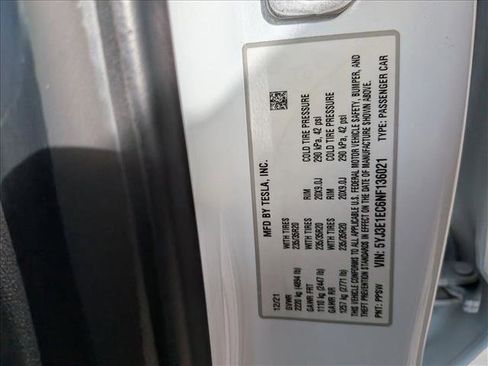 MFD BY TESLA, INC.
12/21
GVWR WITH TIRES RIM COLD TIRE PRESSURE
2220 kg (4894 lb) 235/35R20 20X9.0J 290 kPa, 42 psi
GAWR FRT WITH TIRES RIM COLD TIRE PRESSURE
1110 kg (2447 lb) 235/35R20 20X9.0J 290 kPa, 42 psi
GAWR RR
1257 kg (2771 lb)
THIS VEHICLE CONFORMS TO ALL APPLICABLE U.S. FEDERAL MOTOR VEHICLE SAFETY, BUMPER, AND
THEFT PREVENTION STANDARDS IN EFFECT ON THE DATE OF MANUFACTURE SHOWN ABOVE.
VIN: 5YJ3E1EC6NF136021 TYPE: PASSENGER CAR
PNT: PPSW